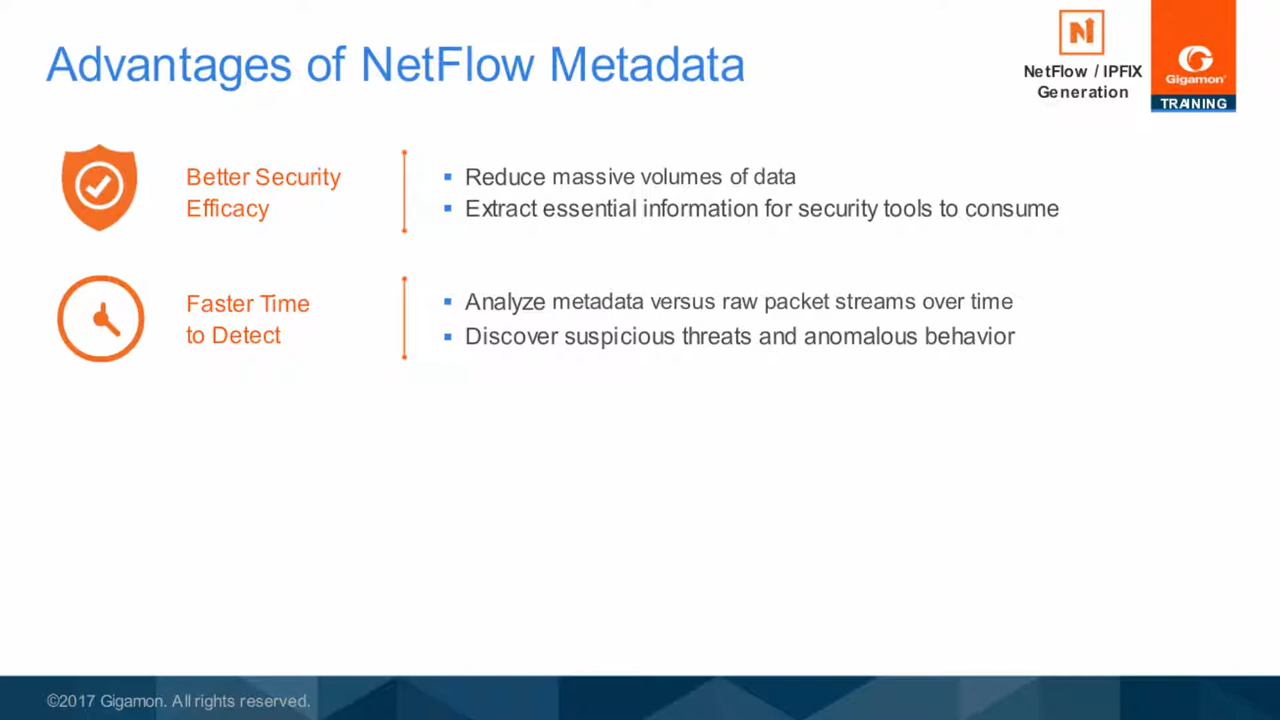 Advantages of NetFlow Metadata
NetFlow / IPFIX
Generation
Gigamon®
TRAINING
Better Security
Efficacy
▪ Reduce massive volumes of data
▪ Extract essential information for security tools to consume
Faster Time
to Detect
▪ Analyze metadata versus raw packet streams over time
▪ Discover suspicious threats and anomalous behavior
©2017 Gigamon. All rights reserved.